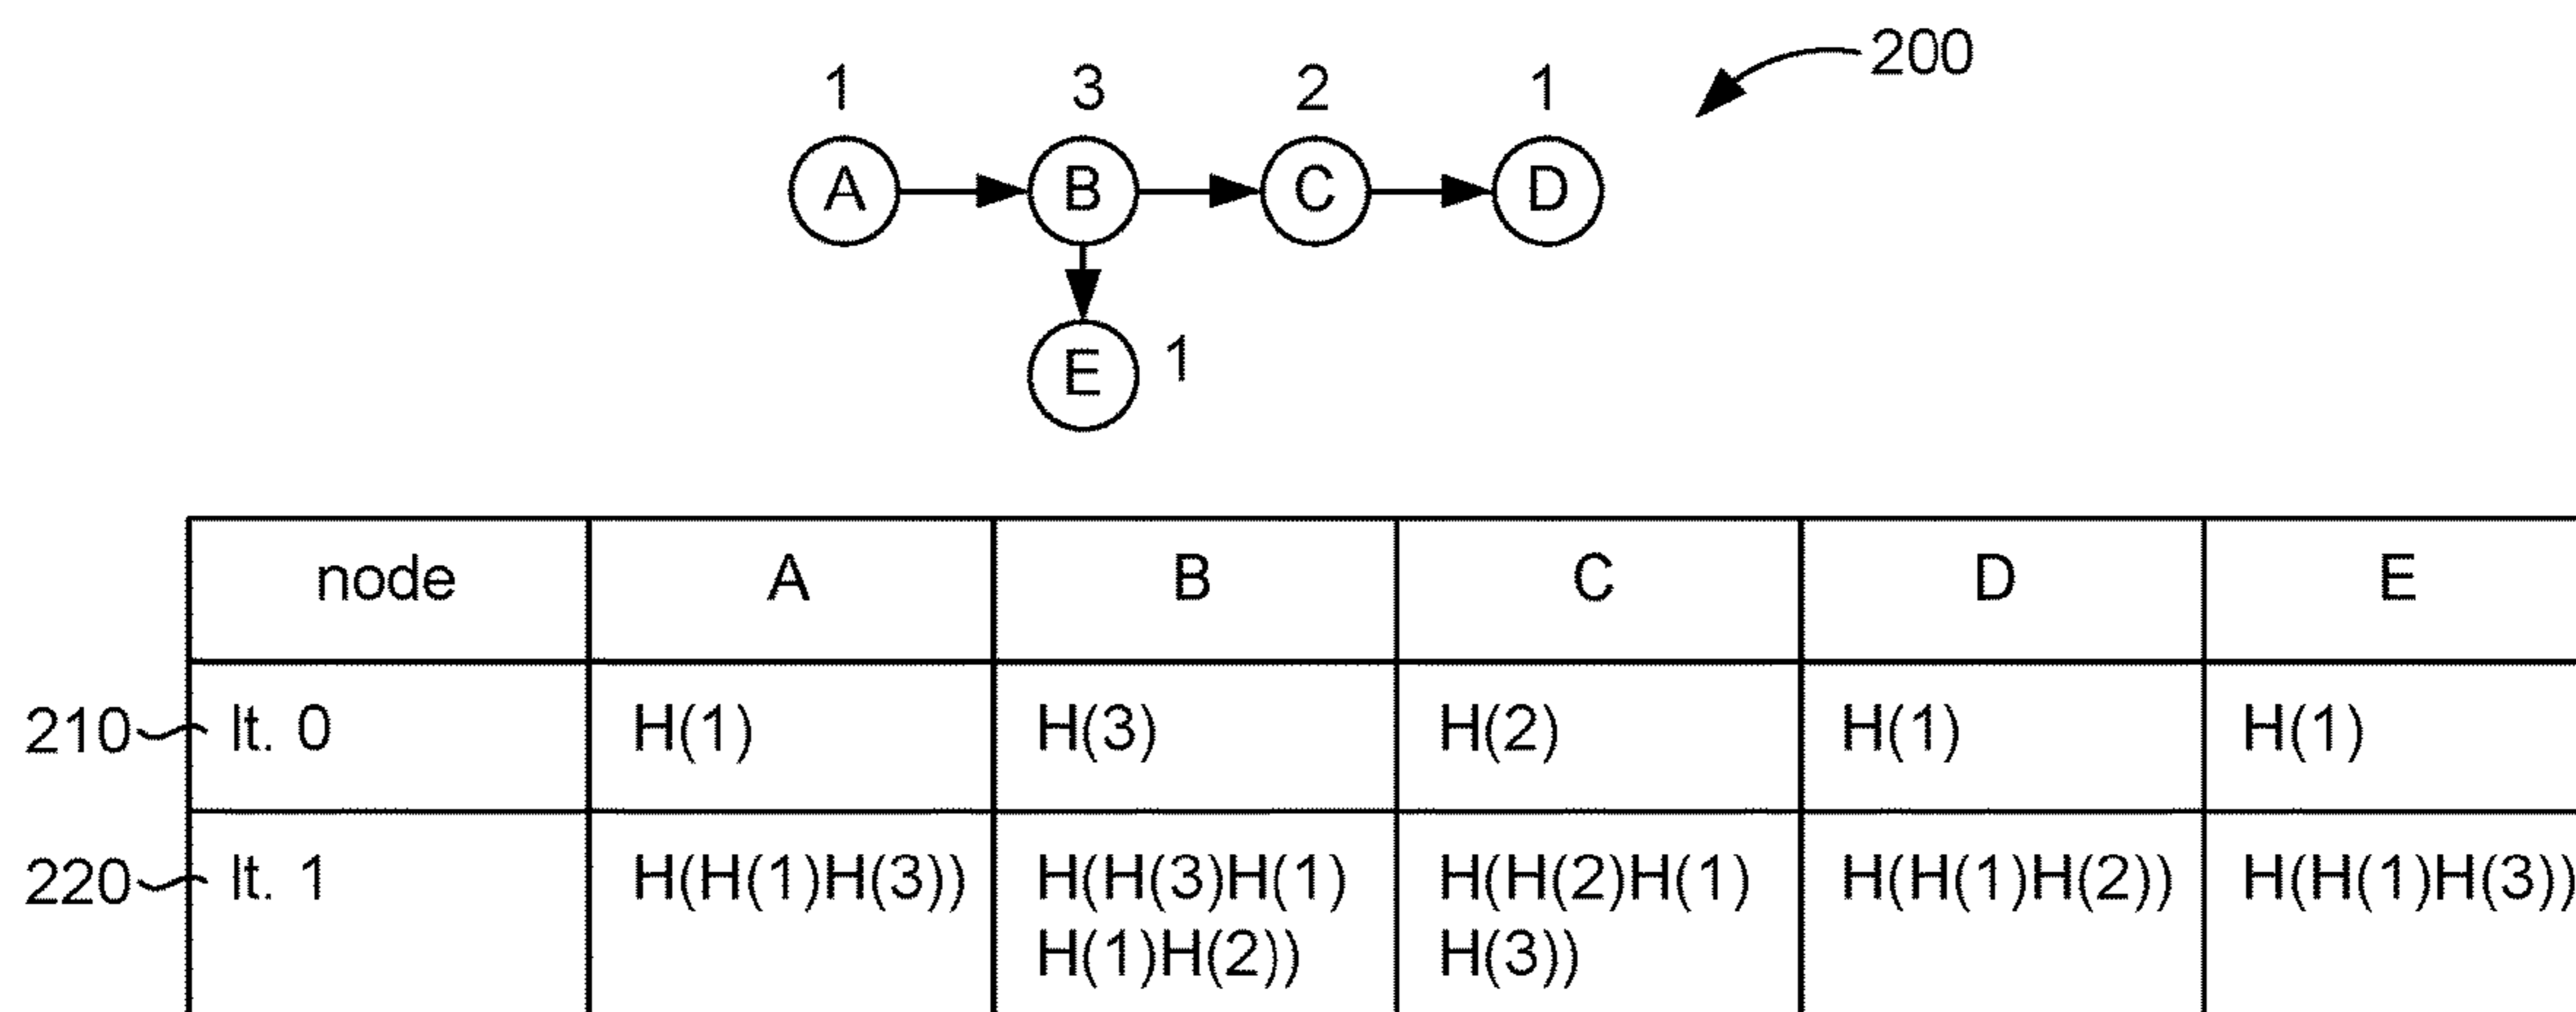 200
1 3 2 1
A B C D
E 1
node A B C D E
210 It. 0 H(1) H(3) H(2) H(1) H(1)
220 It. 1 H(H(1)H(3)) H(H(3)H(1) H(H(2)H(1) H(H(1)H(2)) H(H(1)H(3))
H(1)H(2)) H(3))